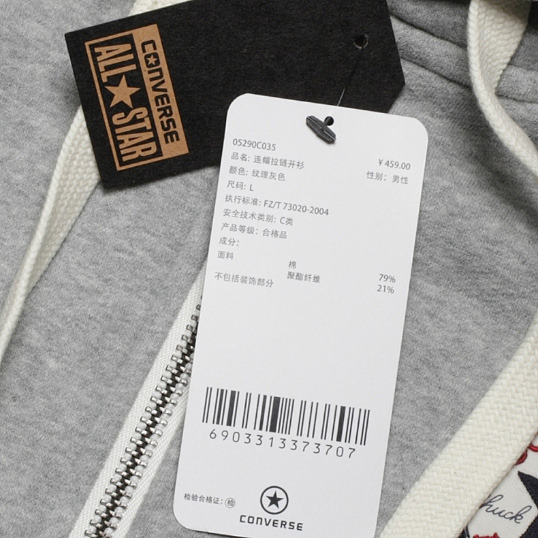 CONVERSE
ALL★STAR
05290C035
品名: 连帽拉链开衫 ¥ 459.00
颜色: 纹理灰色 性别: 男性
尺码: L
执行标准: FZ/T 73020-2004
安全技术类别: C类
产品等级: 合格品
成分:
面料 棉 79%
聚酯纤维 21%
不包括装饰部分
6903313373707
检验合格证: 检
CONVERSE
chuck